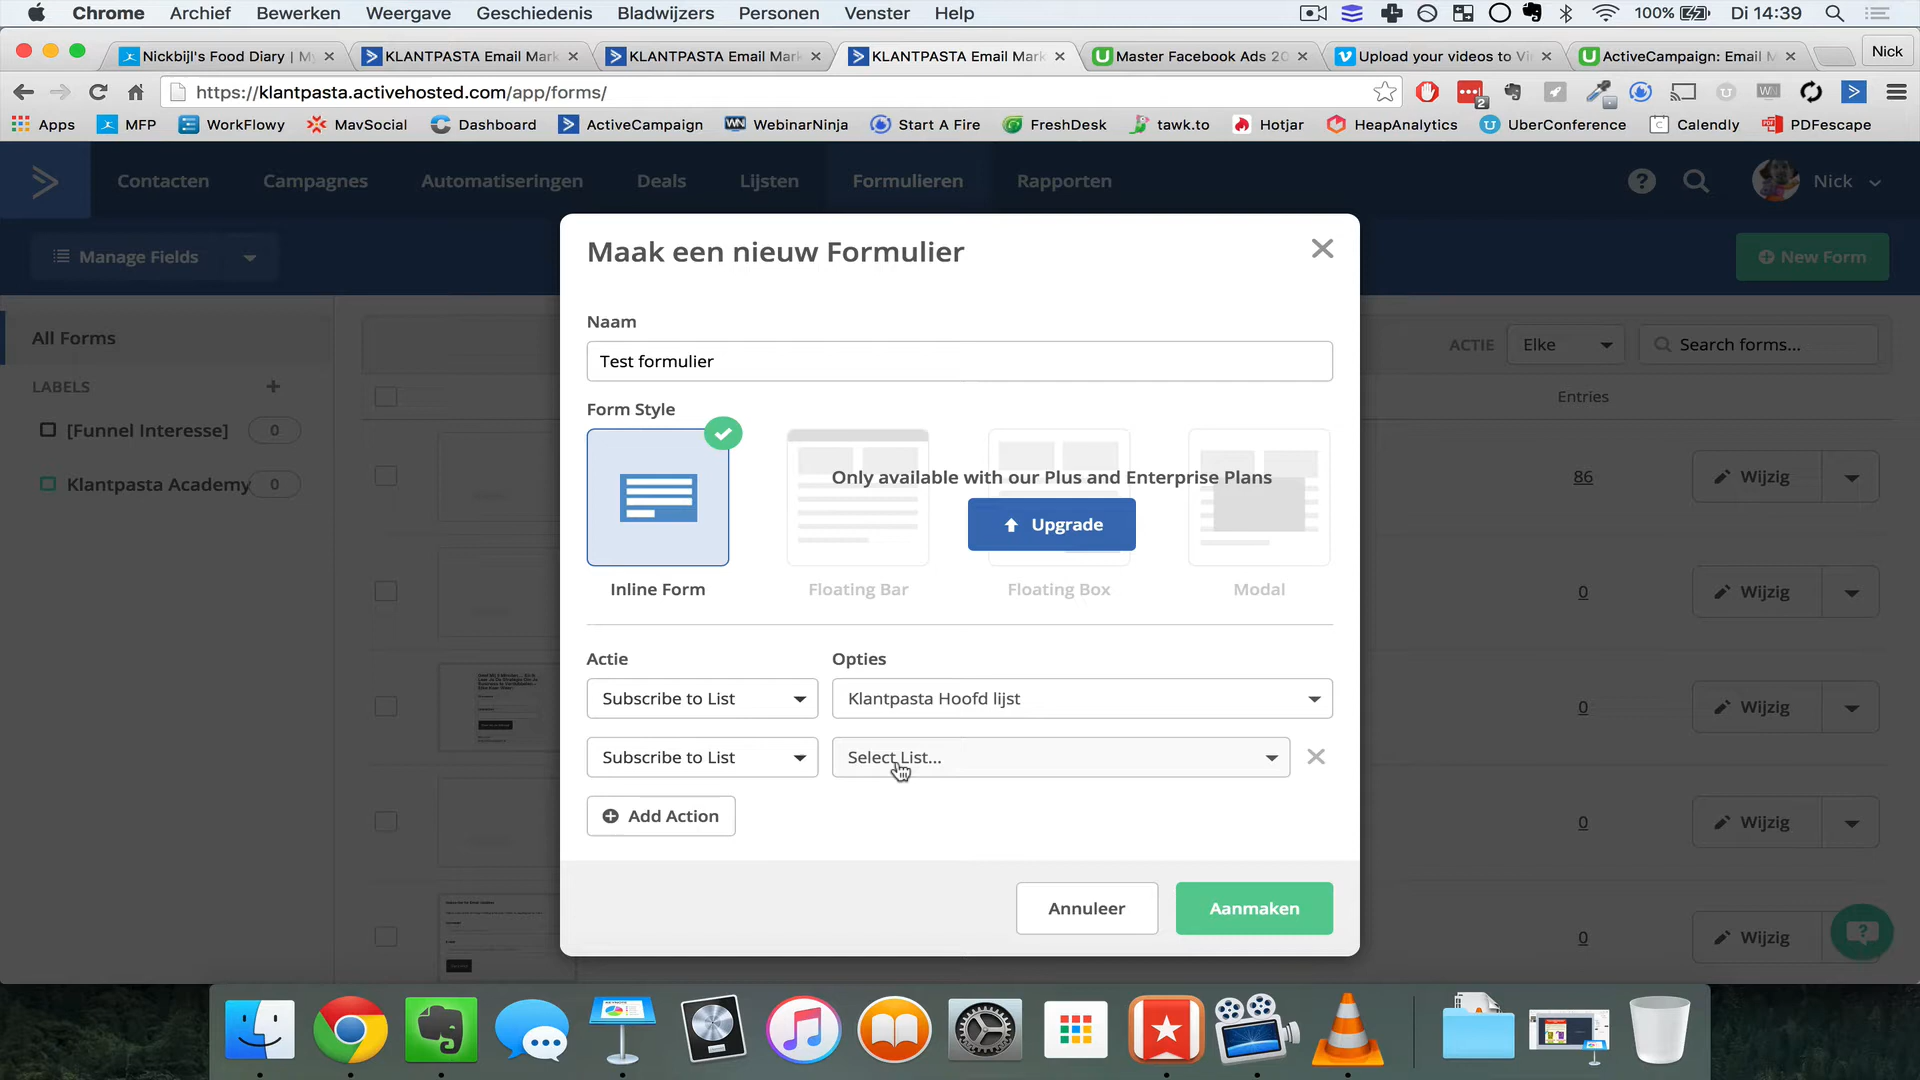 Chrome Archief Bewerken Weergave Geschiedenis Bladwijzers Personen Venster Help 100% Di 14:39
Nickbijl's Food Diary | My KLANTPASTA Email Mark KLANTPASTA Email Mark KLANTPASTA Email Mark Master Facebook Ads 20 Upload your videos to Vi ActiveCampaign: Email M Nick
https://klantpasta.activehosted.com/app/forms/
Apps MFP WorkFlowy MavSocial Dashboard ActiveCampaign WebinarNinja Start A Fire FreshDesk tawk.to Hotjar HeapAnalytics UberConference Calendly PDFescape
Contacten Campagnes Automatiseringen Deals Lijsten Formulieren Rapporten Nick
Manage Fields
New Form
Maak een nieuw Formulier
All Forms
LABELS
[Funnel Interesse] 0
Klantpasta Academy 0
ACTIE Elke Search forms...
Entries
86 Wijzig
0 Wijzig
0 Wijzig
0 Wijzig
0 Wijzig
Naam
Test formulier
Form Style
Only available with our Plus and Enterprise Plans
Upgrade
Inline Form Floating Bar Floating Box Modal
Actie Opties
Subscribe to List Klantpasta Hoofd lijst
Subscribe to List Select List...
Add Action
Annuleer Aanmaken